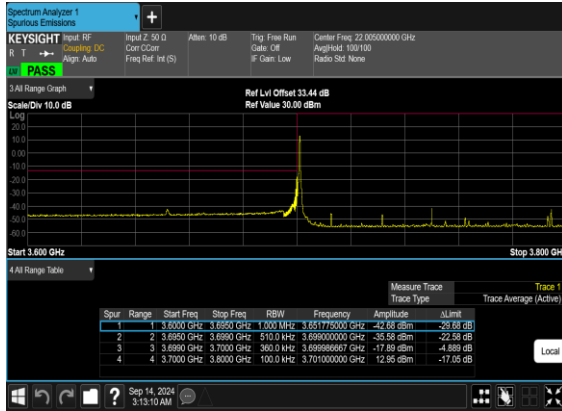 Spectrum Analyzer 1
Spurious Emissions
+
KEYSIGHT Input: RF Input Z: 50 Ω Atten: 10 dB Trig: Free Run Center Freq: 22.005000000 GHz
R T Coupling: DC Corr CCorr Gate: Off Avg|Hold: 100/100
Align: Auto Freq Ref: Int (S) IF Gain: Low Radio Std: None
PASS
3 All Range Graph
Ref Lvl Offset 33.44 dB
Scale/Div 10.0 dB Ref Value 30.00 dBm
Log
20.0
10.0
0.00
-10.0
-20.0
-30.0
-40.0
-50.0
-60.0
Start 3.600 GHz Stop 3.800 GH
4 All Range Table
Measure Trace Trace 1
Trace Type Trace Average (Active)
Spur Range Start Freq Stop Freq RBW Frequency Amplitude ΔLimit
1 1 3.6000 GHz 3.6950 GHz 1.000 MHz 3.651775000 GHz -42.68 dBm -29.68 dB
2 2 3.6950 GHz 3.6990 GHz 510.0 kHz 3.699000000 GHz -35.58 dBm -22.58 dB
3 3 3.6990 GHz 3.7000 GHz 360.0 kHz 3.699986667 GHz -17.89 dBm -4.889 dB
4 4 3.7000 GHz 3.8000 GHz 100.0 kHz 3.701000000 GHz 12.95 dBm -17.05 dB
Local
?
Sep 14, 2024
3:13:10 AM